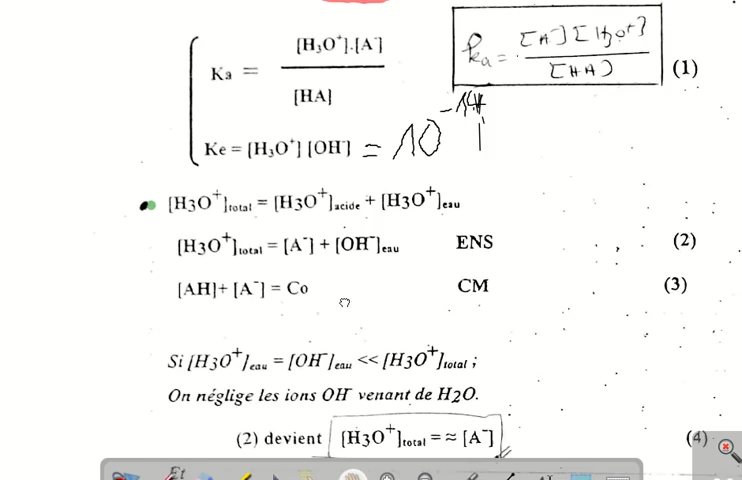 Ka = [H₃O⁺].[A⁻] / [HA]
ka = [A⁻][H₃O⁺] / [HA] (1)
Ke = [H₃O⁺] [OH⁻] = 10⁻¹⁴
[H3O⁺]total = [H3O⁺]acide + [H3O⁺]eau
[H3O⁺]total = [A⁻] + [OH⁻]eau ENS (2)
[AH]+ [A⁻] = Co CM (3)
Si [H3O⁺]eau = [OH⁻]eau << [H3O⁺]total ;
On néglige les ions OH⁻ venant de H2O.
(2) devient [H3O⁺]total = ≈ [A⁻] (4)